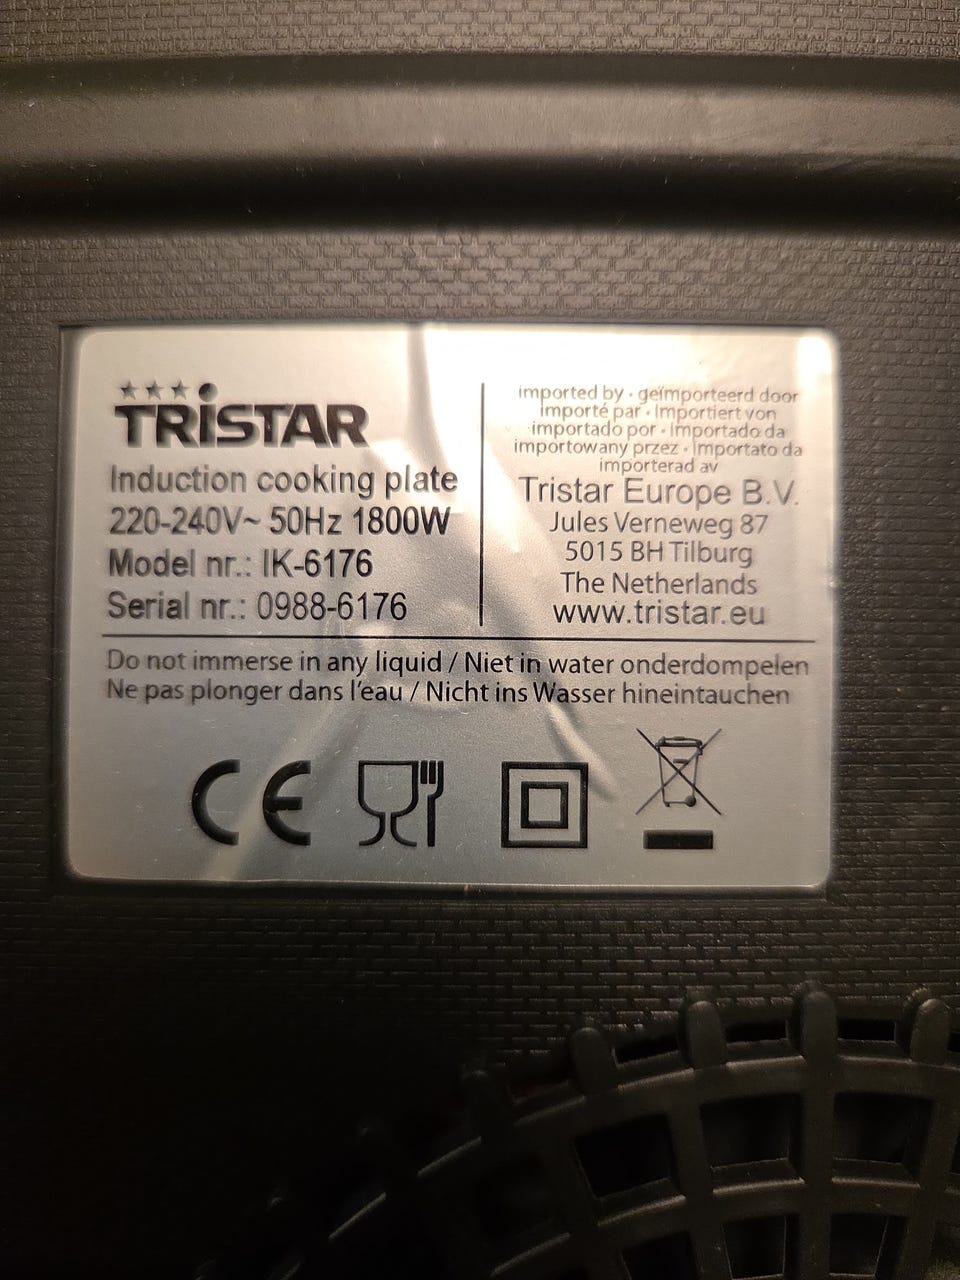 TRiSTAR
Induction cooking plate
220-240V~ 50Hz 1800W
Model nr.: IK-6176
Serial nr.: 0988-6176
imported by • geïmporteerd door
importé par • Importiert von
importado por • Importado da
importowany przez • Importato da
importerad av
Tristar Europe B.V.
Jules Verneweg 87
5015 BH Tilburg
The Netherlands
www.tristar.eu
Do not immerse in any liquid / Niet in water onderdompelen
Ne pas plonger dans l'eau / Nicht ins Wasser hineintauchen
CE